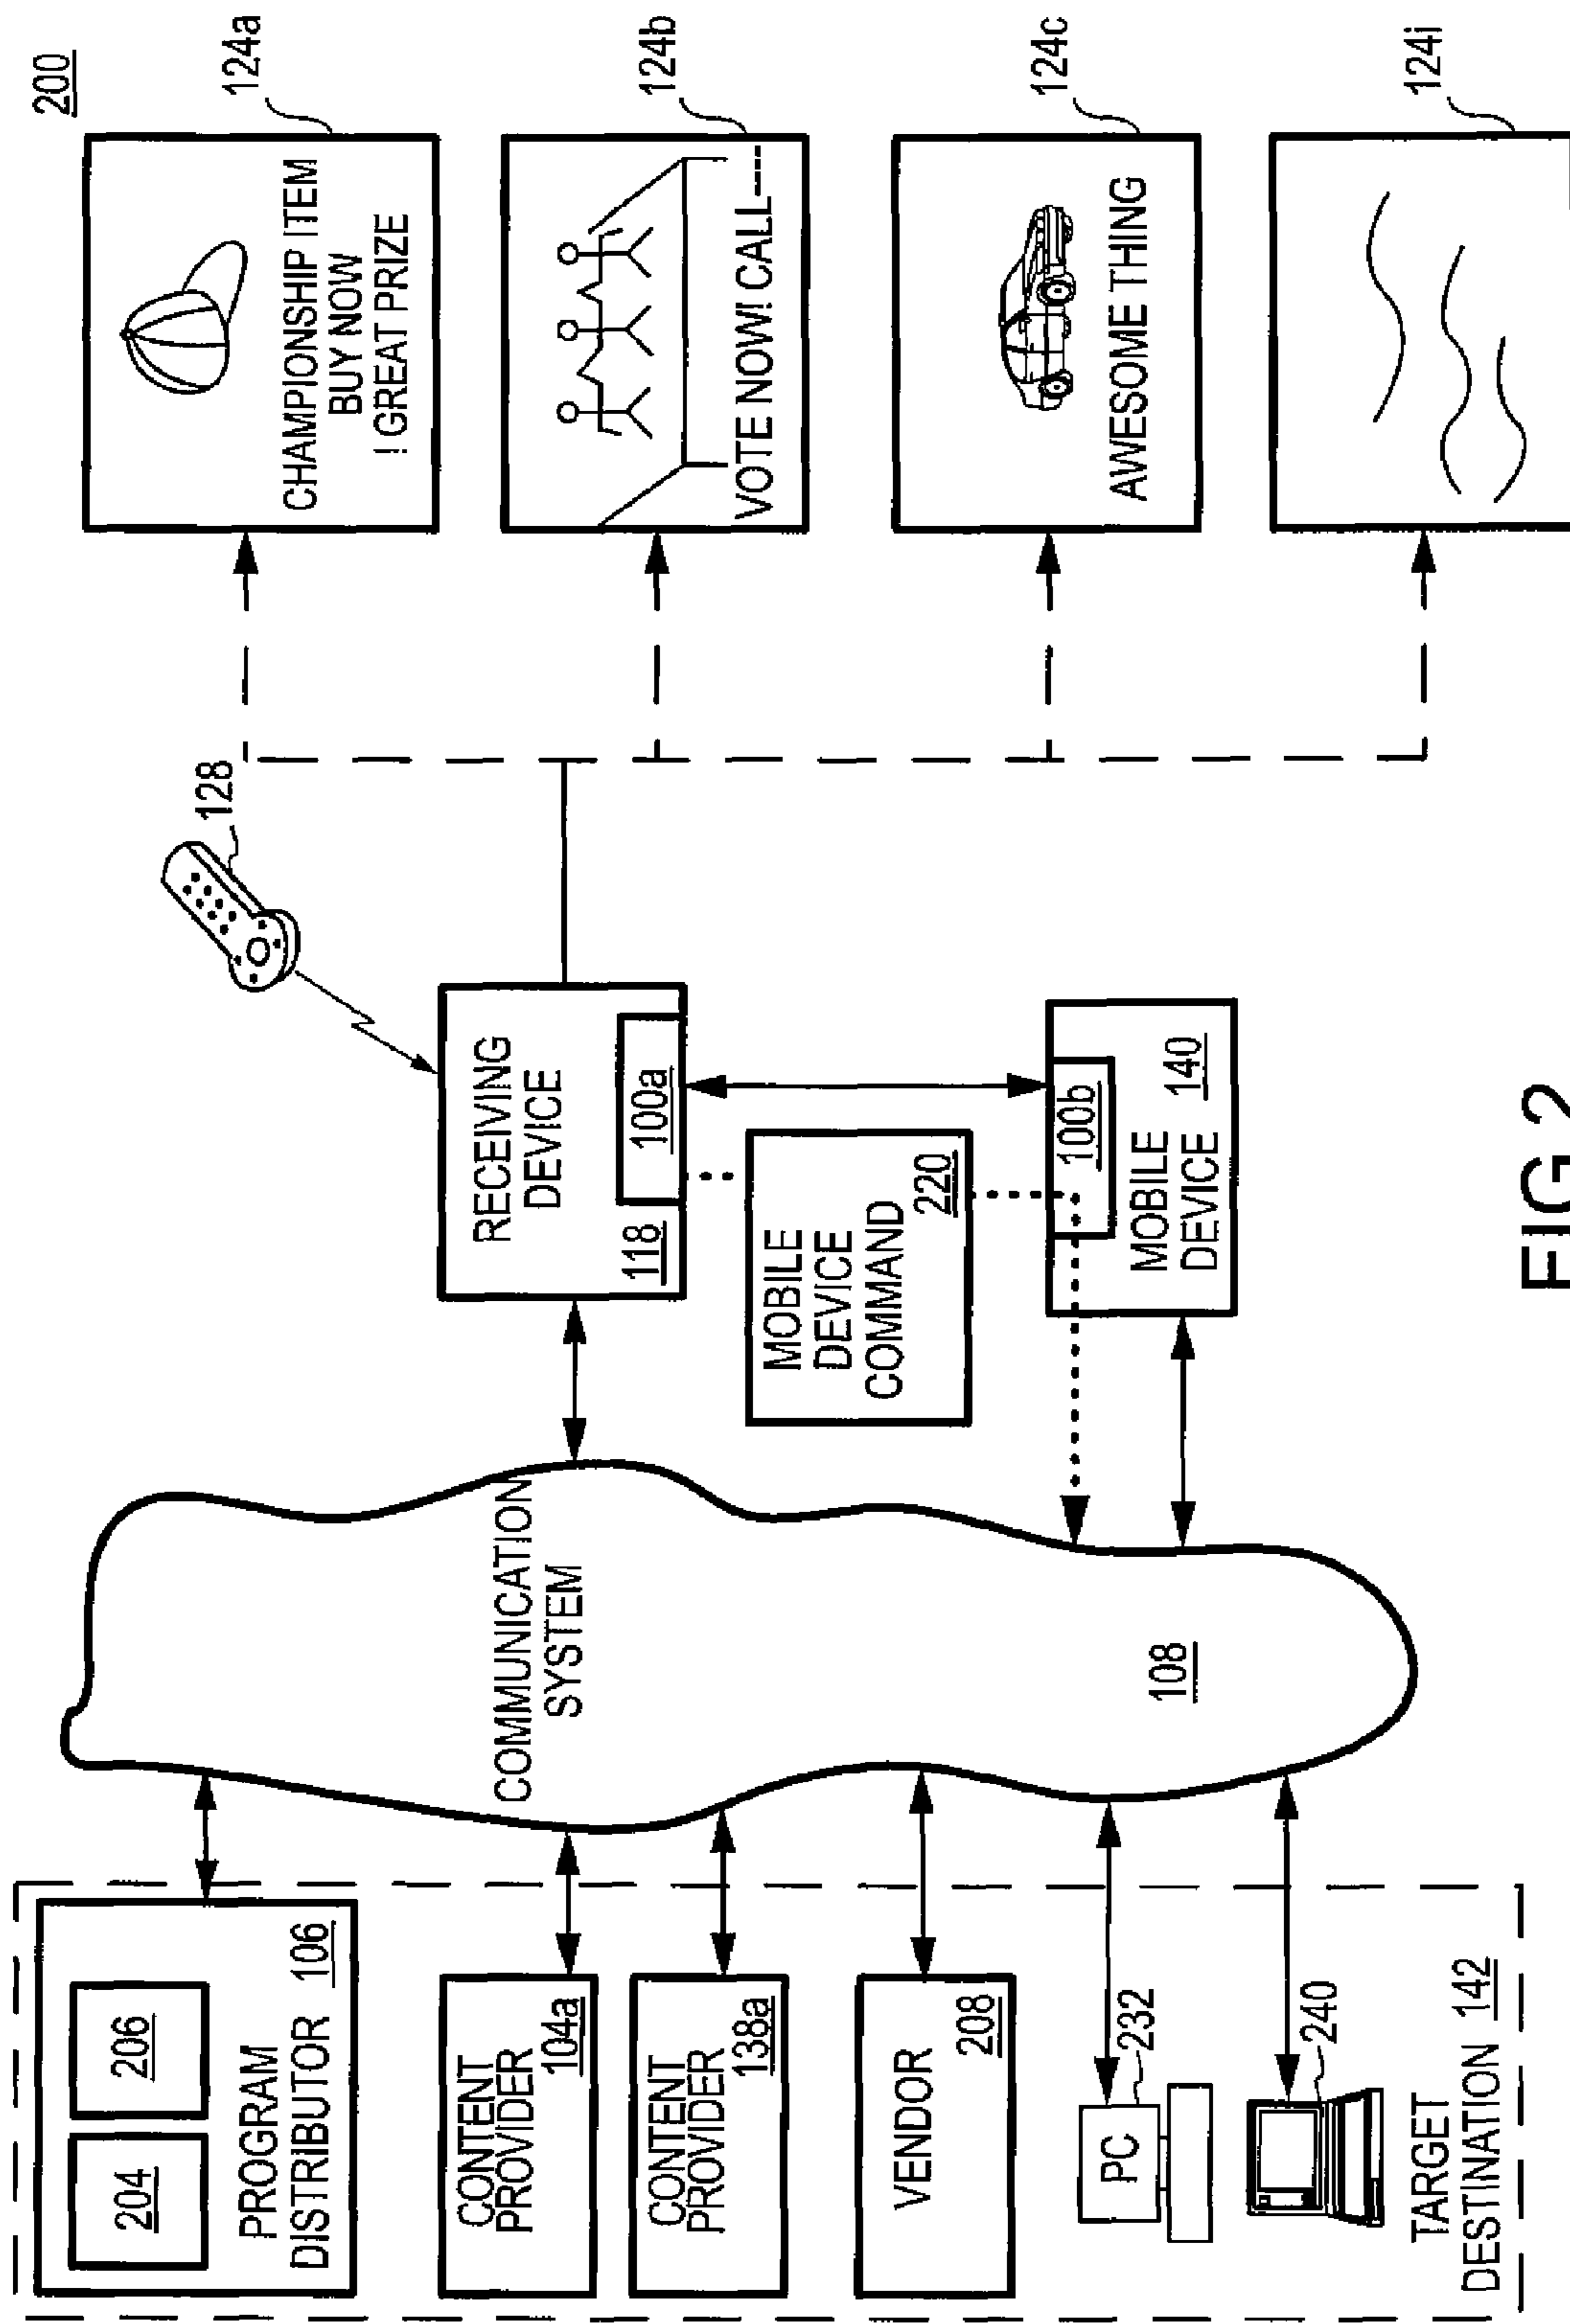 200
206
204
PROGRAM
DISTRIBUTOR 106
CONTENT
PROVIDER
104a
CONTENT
PROVIDER
138a
VENDOR
208
PC
232
240
TARGET
DESTINATION 142
COMMUNICATION
SYSTEM
108
128
RECEIVING
DEVICE
118
100a
MOBILE
DEVICE
COMMAND
220
100b
MOBILE
DEVICE 140
124a
CHAMPIONSHIP ITEM
BUY NOW
! GREAT PRIZE
124b
VOTE NOW! CALL-----
124c
AWESOME THING
124i
FIG.2